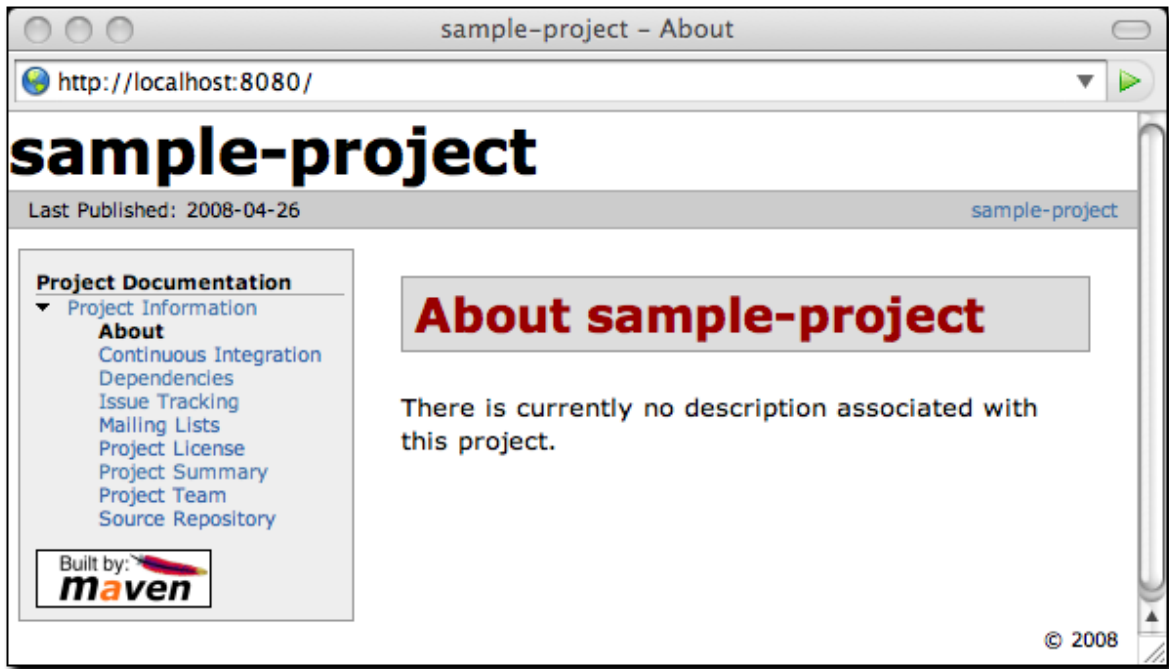 sample-project – About
http://localhost:8080/
sample-project
Last Published: 2008-04-26
sample-project
Project Documentation
Project Information
About
Continuous Integration
Dependencies
Issue Tracking
Mailing Lists
Project License
Project Summary
Project Team
Source Repository
Built by:
maven
About sample-project
There is currently no description associated with
this project.
© 2008